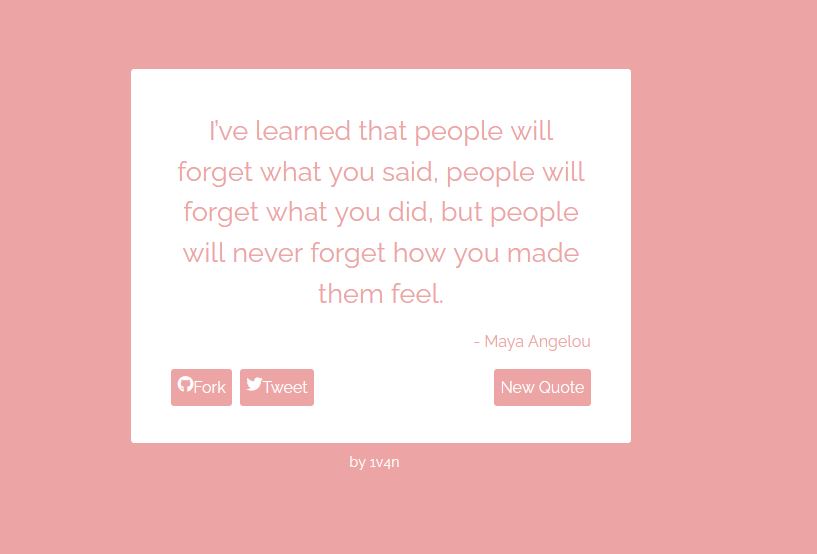 I’ve learned that people will
forget what you said, people will
forget what you did, but people
will never forget how you made
them feel.
- Maya Angelou
Fork Tweet New Quote
by 1v4n